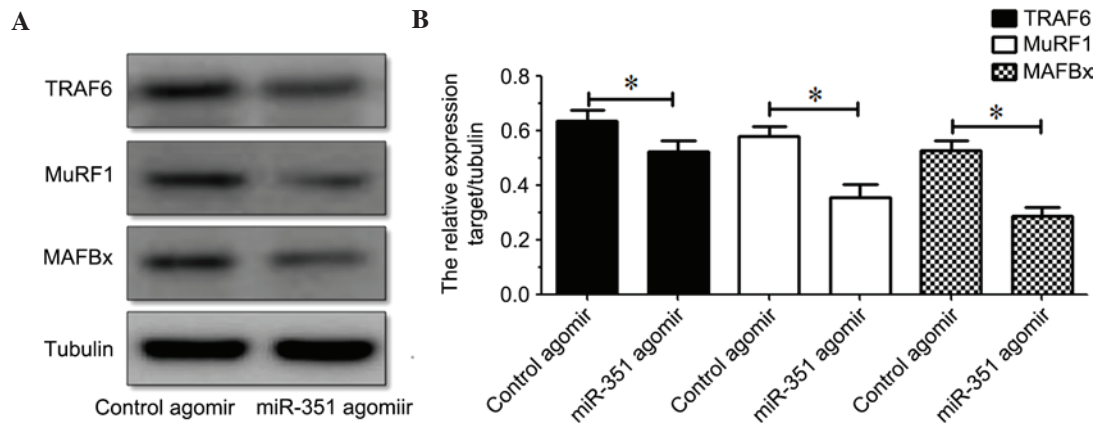 A
TRAF6
MuRF1
MAFBx
Tubulin
Control agomir
miR-351 agomiir
B
TRAF6
MuRF1
MAFBx
The relative expression
target/tubulin
0.8
0.6
0.4
0.2
0.0
*
*
*
Control agomir
miR-351 agomir
Control agomir
miR-351 agomir
Control agomir
miR-351 agomir